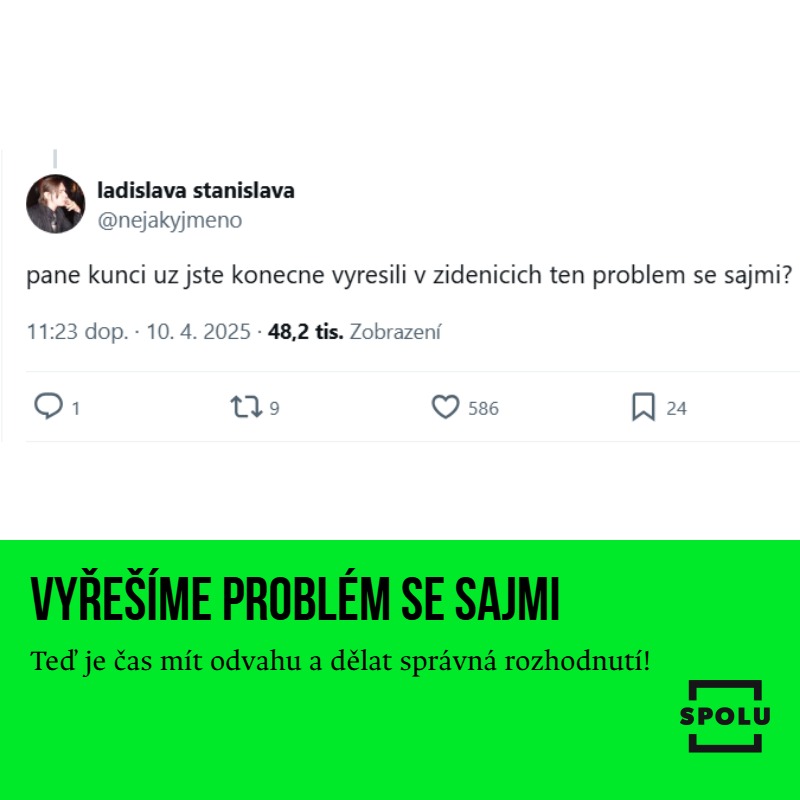 ladislava stanislava
@nejakyjmeno
pane kunci uz jste konecne vyresili v zidenicich ten problem se sajmi?
11:23 dop. · 10. 4. 2025 · 48,2 tis. Zobrazení
1 9 586 24
VYŘEŠÍME PROBLÉM SE SAJMI
Teď je čas mít odvahu a dělat správná rozhodnutí!
SPOLU